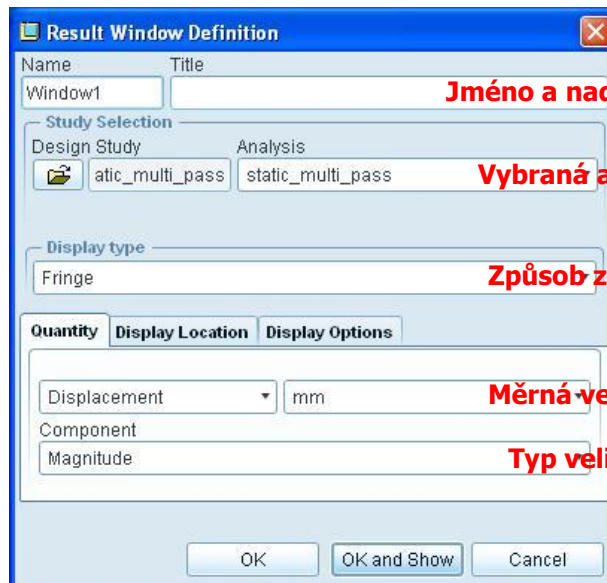 Result Window Definition
Name Title
Window1 Jméno a nad
Study Selection
Design Study Analysis
atic_multi_pass static_multi_pass Vybraná a
Display type
Fringe Způsob z
Quantity Display Location Display Options
Displacement mm Měrná ve
Component
Magnitude Typ veli
OK OK and Show Cancel